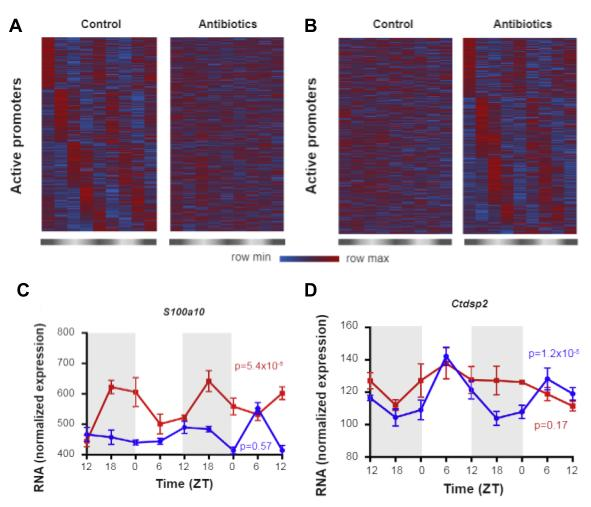 A
Control
Antibiotics
Active promoters
B
Control
Antibiotics
Active promoters
row min
row max
C
S100a10
RNA (normalized expression)
800
700
600
500
400
p=5.4x10⁻⁵
p=0.57
12 18 0 6 12 18 0 6 12
Time (ZT)
D
Ctdsp2
RNA (normalized expression)
160
140
120
100
80
p=1.2x10⁻⁵
p=0.17
12 18 0 6 12 18 0 6 12
Time (ZT)